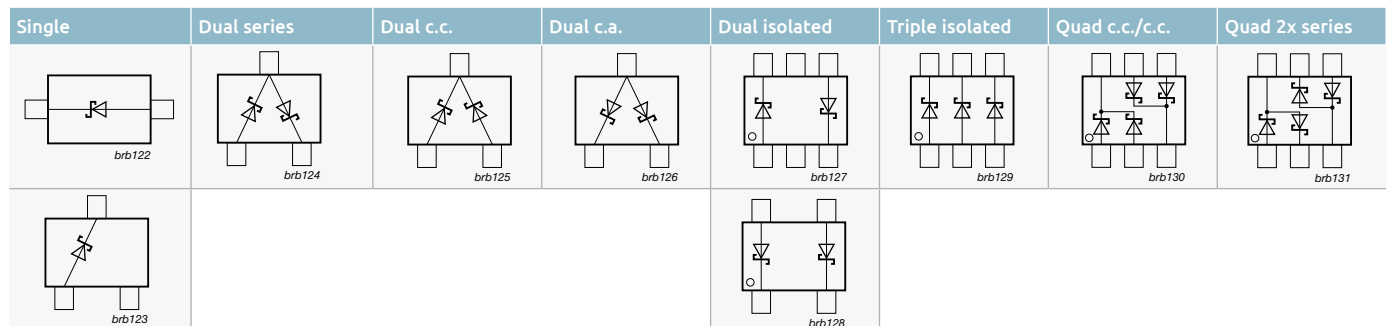 Single Dual series Dual c.c. Dual c.a. Dual isolated Triple isolated Quad c.c./c.c. Quad 2x series
brb122 brb124 brb125 brb126 brb127 brb129 brb130 brb131
brb123 brb128